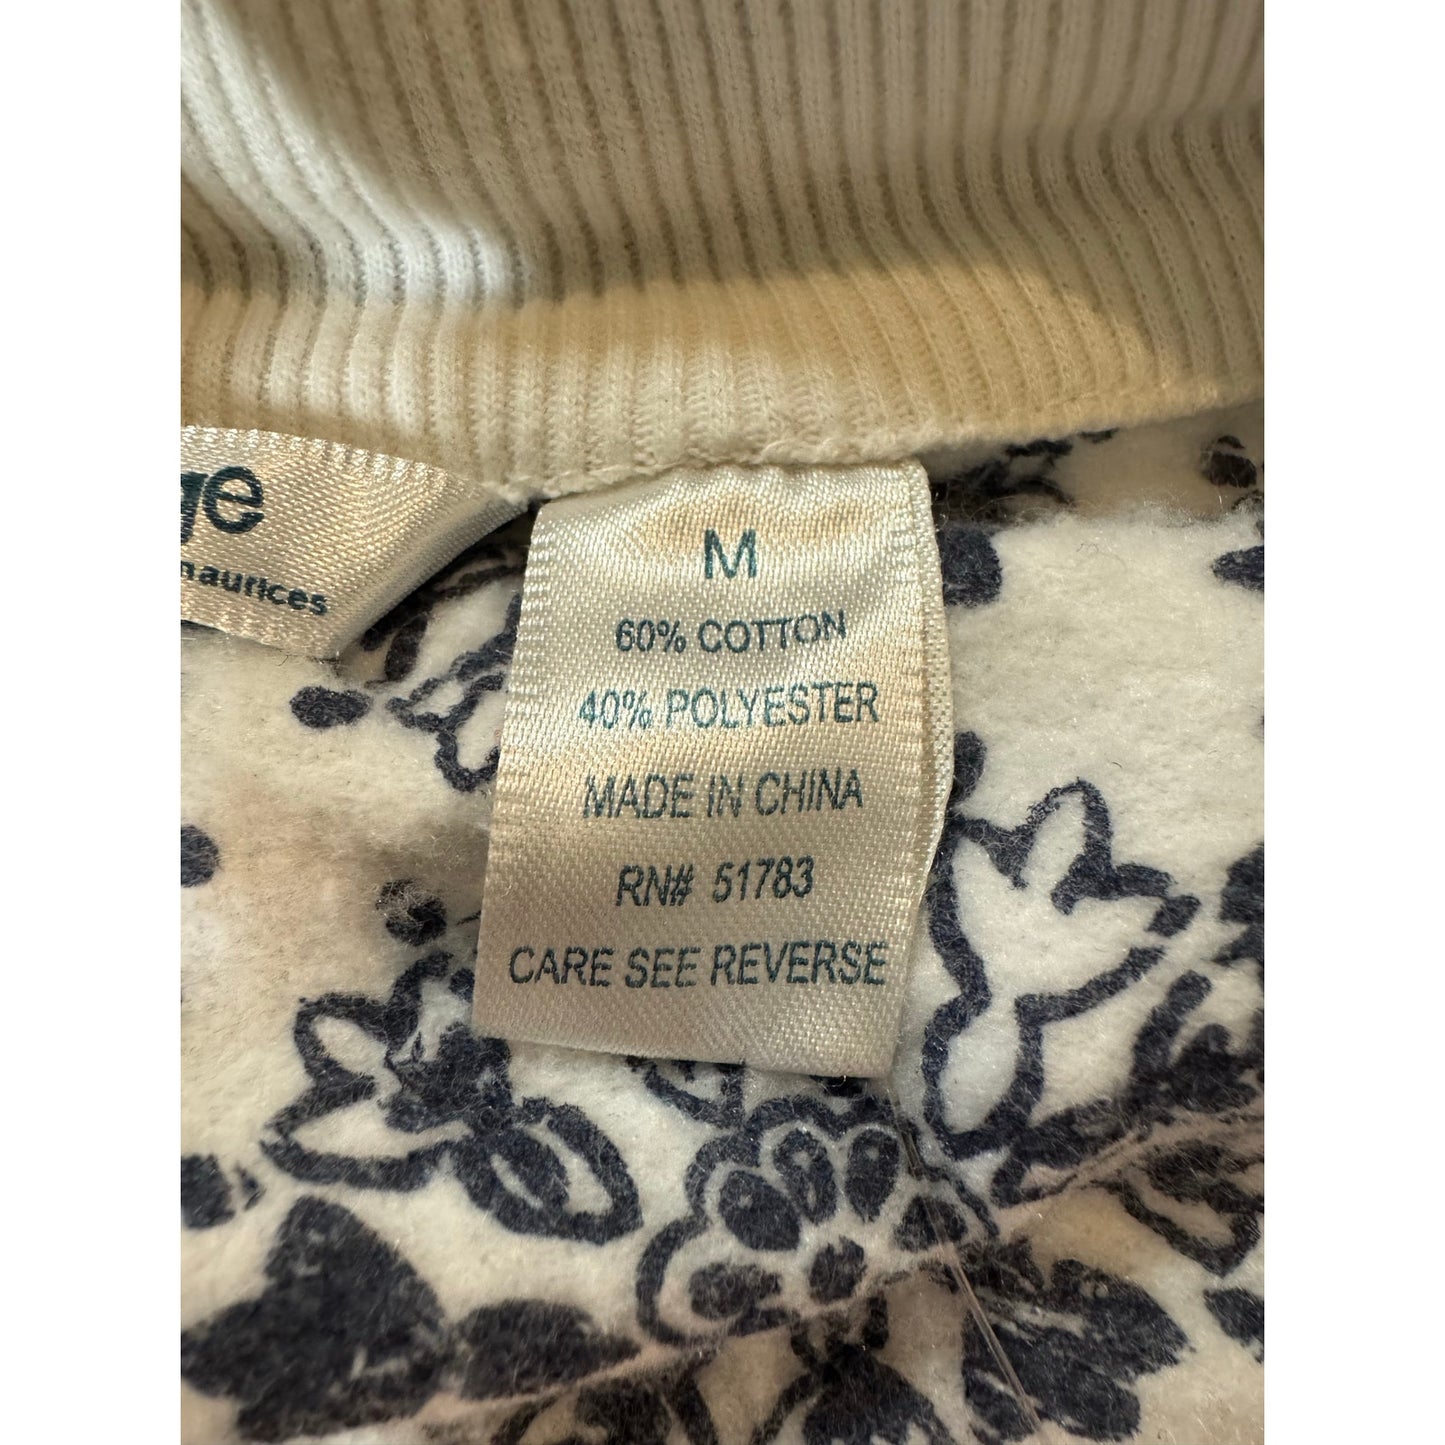 ge
maurices
M
60% COTTON
40% POLYESTER
MADE IN CHINA
RN# 51783
CARE SEE REVERSE